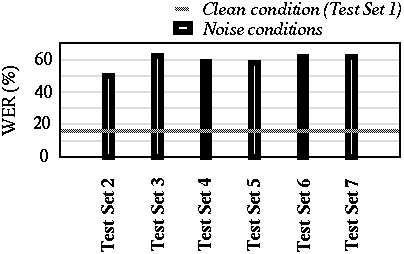 Clean condition (Test Set 1)
Noise conditions
WER (%)
60
40
20
0
Test Set 2
Test Set 3
Test Set 4
Test Set 5
Test Set 6
Test Set 7